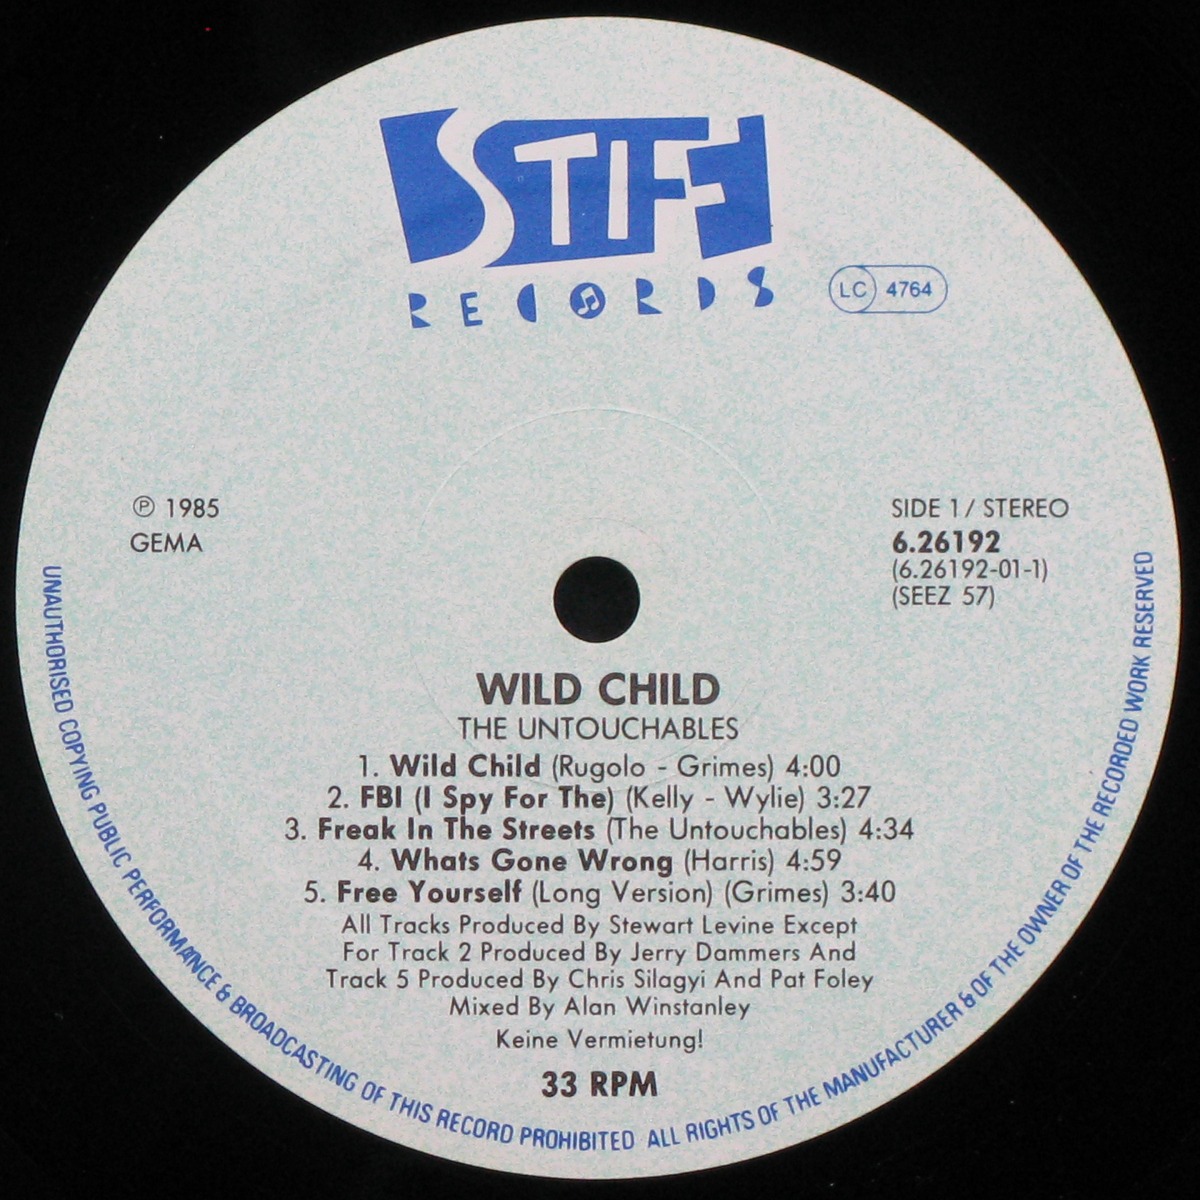 STIFF
RECORDS
LC 4764
℗ 1985
GEMA
SIDE 1 / STEREO
6.26192
(6.26192-01-1)
(SEEZ 57)
WILD CHILD
THE UNTOUCHABLES
1. Wild Child (Rugolo - Grimes) 4:00
2. FBI (I Spy For The) (Kelly - Wylie) 3:27
3. Freak In The Streets (The Untouchables) 4:34
4. Whats Gone Wrong (Harris) 4:59
5. Free Yourself (Long Version) (Grimes) 3:40
All Tracks Produced By Stewart Levine Except
For Track 2 Produced By Jerry Dammers And
Track 5 Produced By Chris Silagyi And Pat Foley
Mixed By Alan Winstanley
Keine Vermietung!
33 RPM
UNAUTHORISED COPYING PUBLIC PERFORMANCE & BROADCASTING OF THIS RECORD PROHIBITED ALL RIGHTS OF THE MANUFACTURER & OF THE OWNER OF THE RECORDED WORK RESERVED